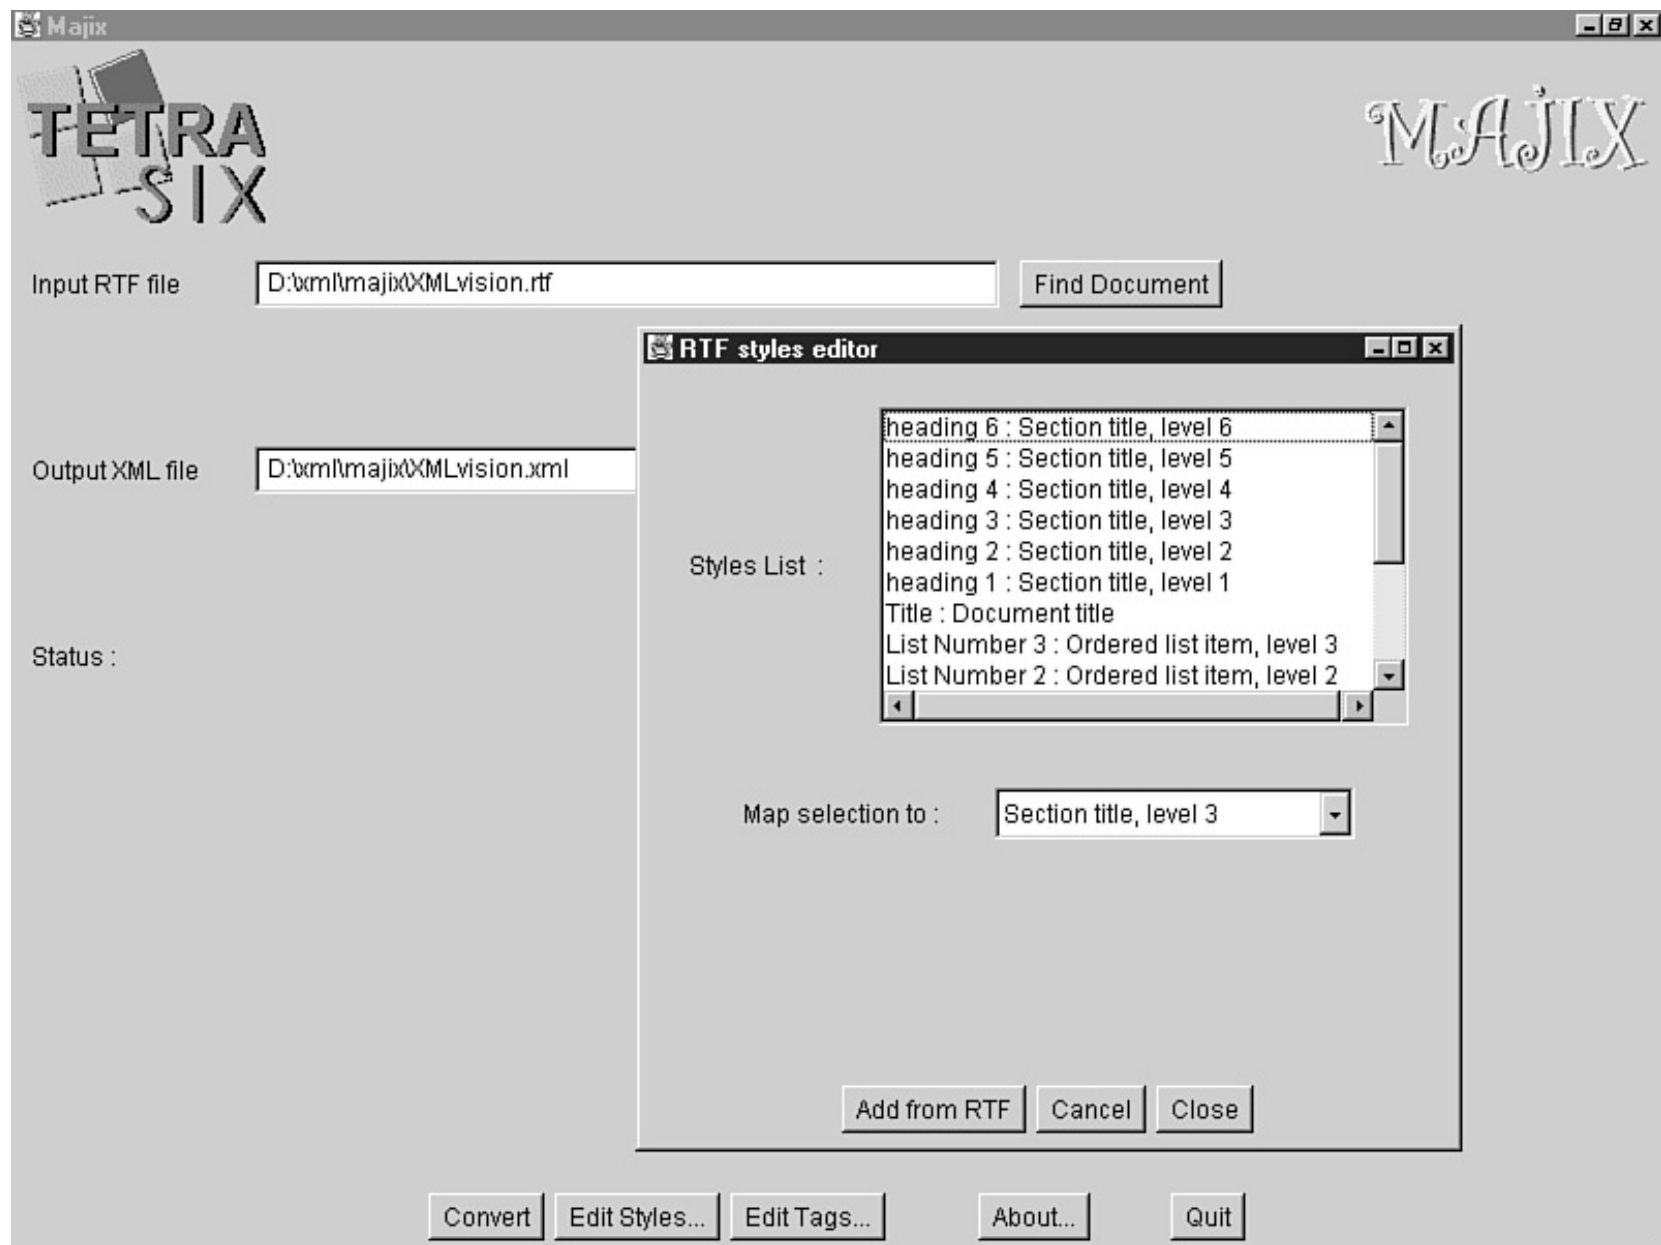 Majix
TETRA
SIX
MAJIX
Input RTF file
D:\xml\majix\XMLvision.rtf
Find Document
RTF styles editor
Output XML file
D:\xml\majix\XMLvision.xml
Styles List :
heading 6 : Section title, level 6
heading 5 : Section title, level 5
heading 4 : Section title, level 4
heading 3 : Section title, level 3
heading 2 : Section title, level 2
heading 1 : Section title, level 1
Title : Document title
List Number 3 : Ordered list item, level 3
List Number 2 : Ordered list item, level 2
Status :
Map selection to :
Section title, level 3
Add from RTF
Cancel
Close
Convert
Edit Styles...
Edit Tags...
About...
Quit